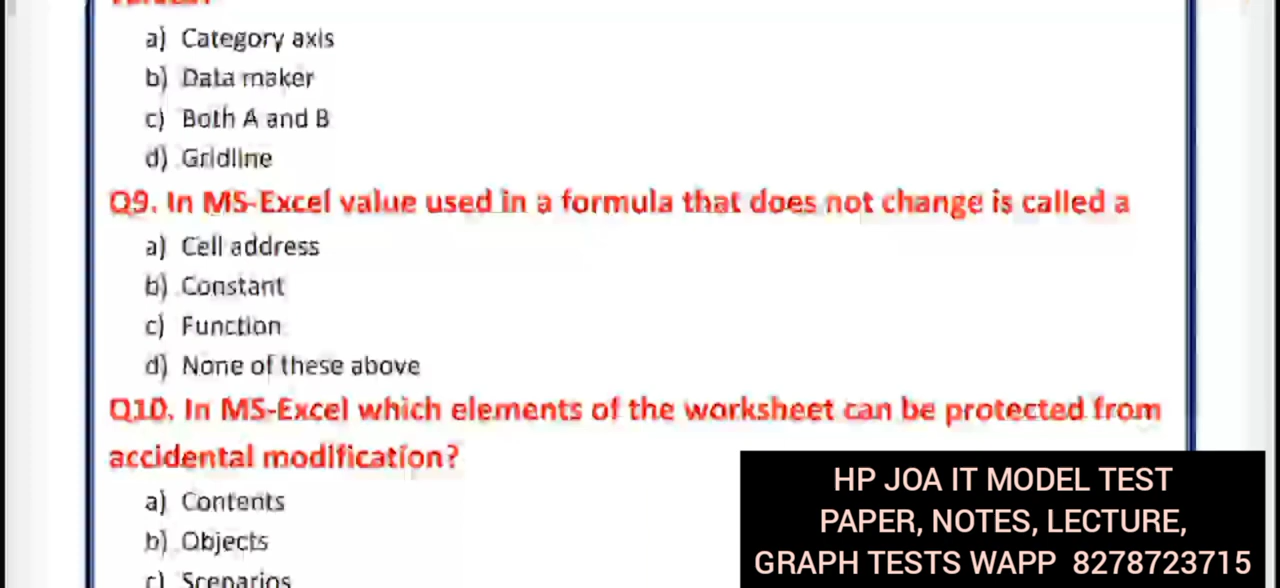 a) Category axis
b) Data maker
c) Both A and B
d) Gridline
Q9. In MS-Excel value used in a formula that does not change is called a
a) Cell address
b) Constant
c) Function
d) None of these above
Q10. In MS-Excel which elements of the worksheet can be protected from
accidental modification?
a) Contents
b) Objects
c) Scenarios
HP JOA IT MODEL TEST
PAPER, NOTES, LECTURE,
GRAPH TESTS WAPP 8278723715